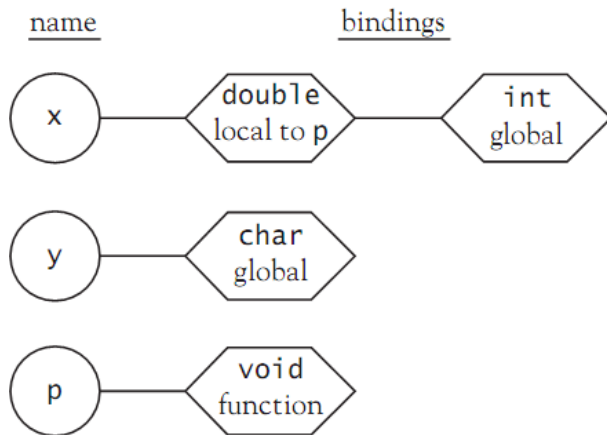 name bindings
x double int
local to p global
y char
global
p void
function